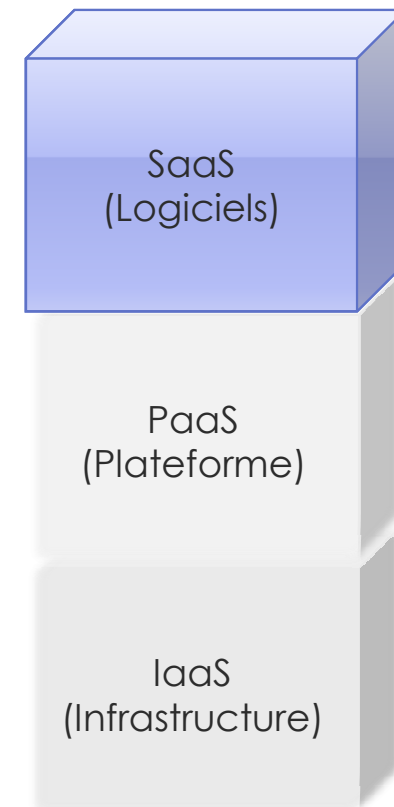 SaaS
(Logiciels)
PaaS
(Plateforme)
IaaS
(Infrastructure)